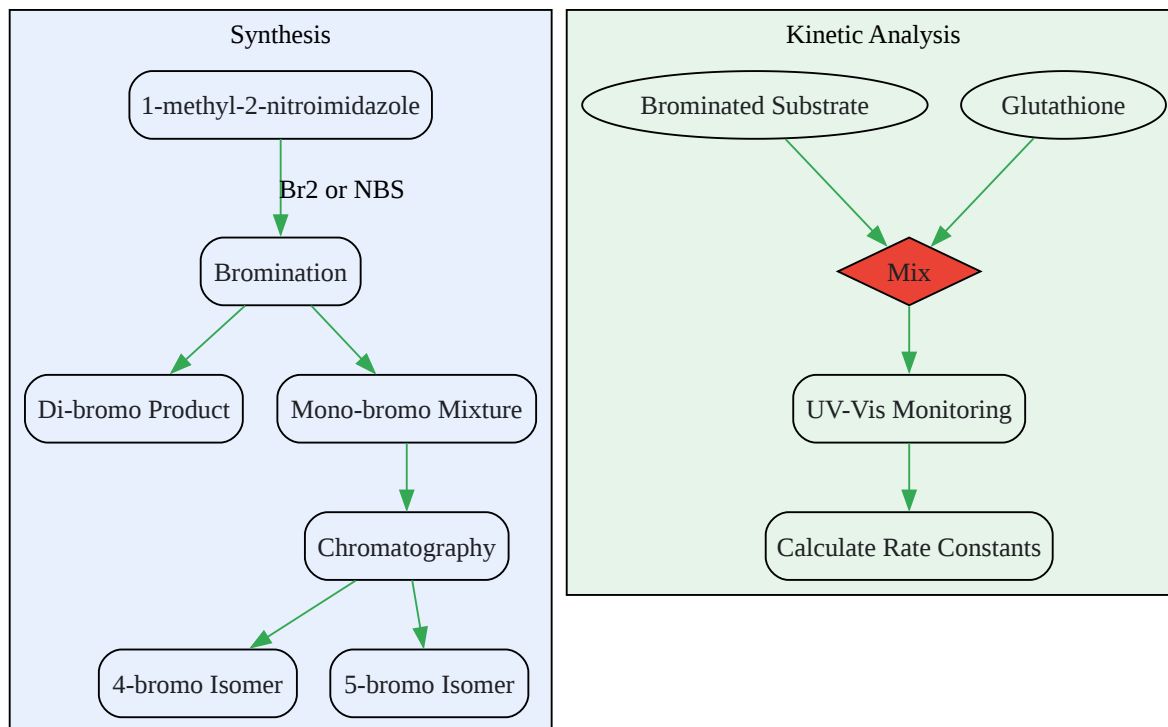 Synthesis
1-methyl-2-nitroimidazole
Br2 or NBS
Bromination
Di-bromo Product
Mono-bromo Mixture
Chromatography
4-bromo Isomer
5-bromo Isomer
Kinetic Analysis
Brominated Substrate
Glutathione
Mix
UV-Vis Monitoring
Calculate Rate Constants